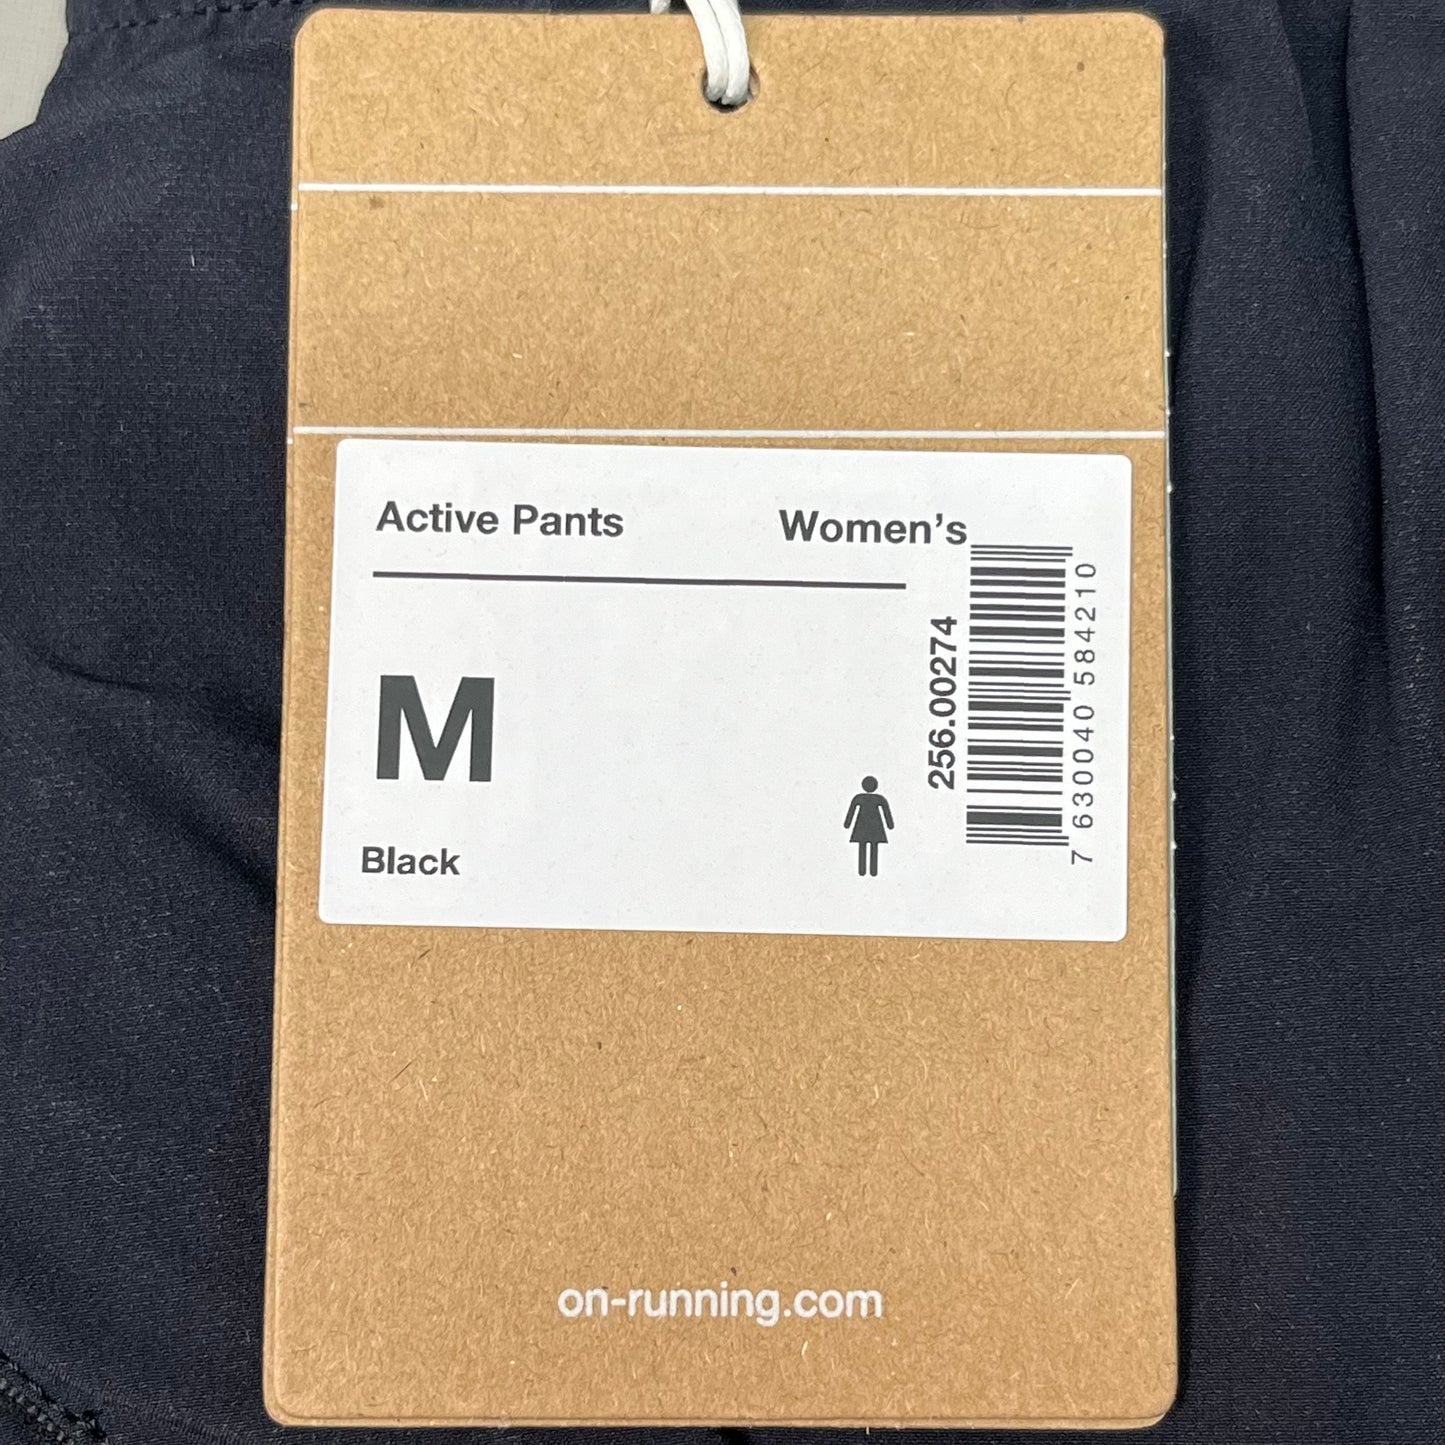 Active Pants Women’s
M
Black
256.00274
7 630040 584210
on-running.com